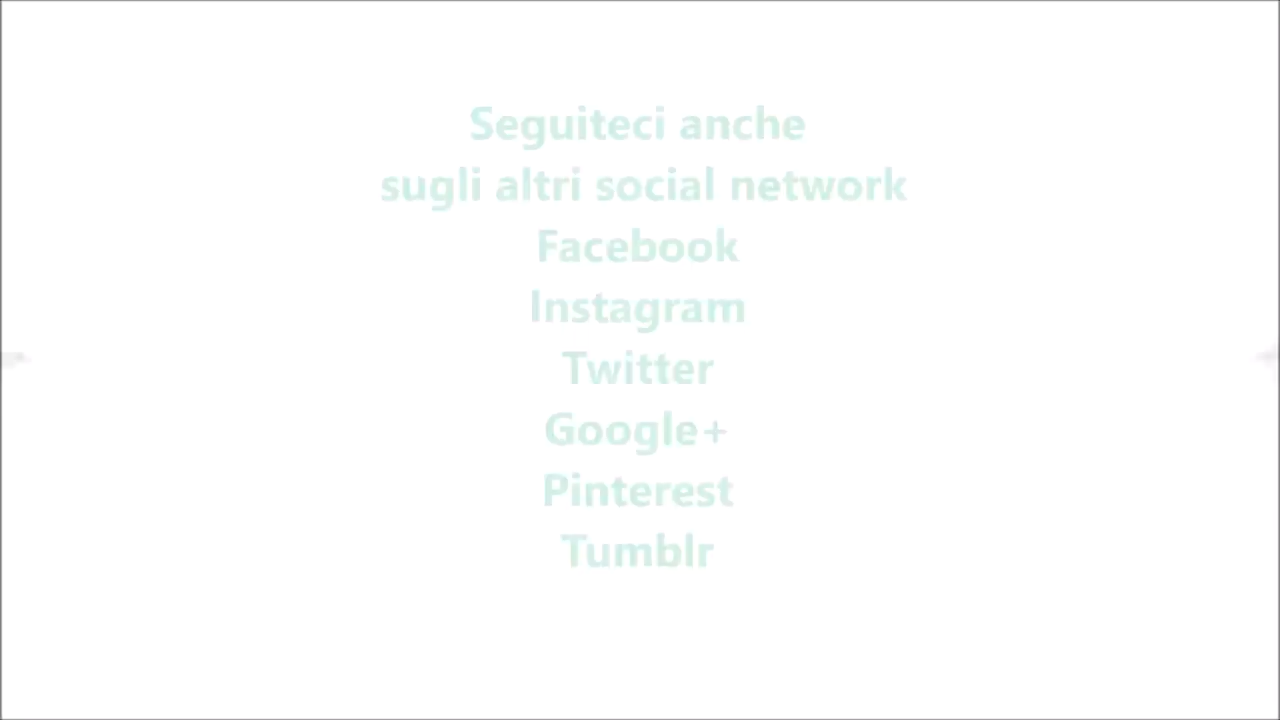 Seguiteci anche
sugli altri social network
Facebook
Instagram
Twitter
Google+
Pinterest
Tumblr